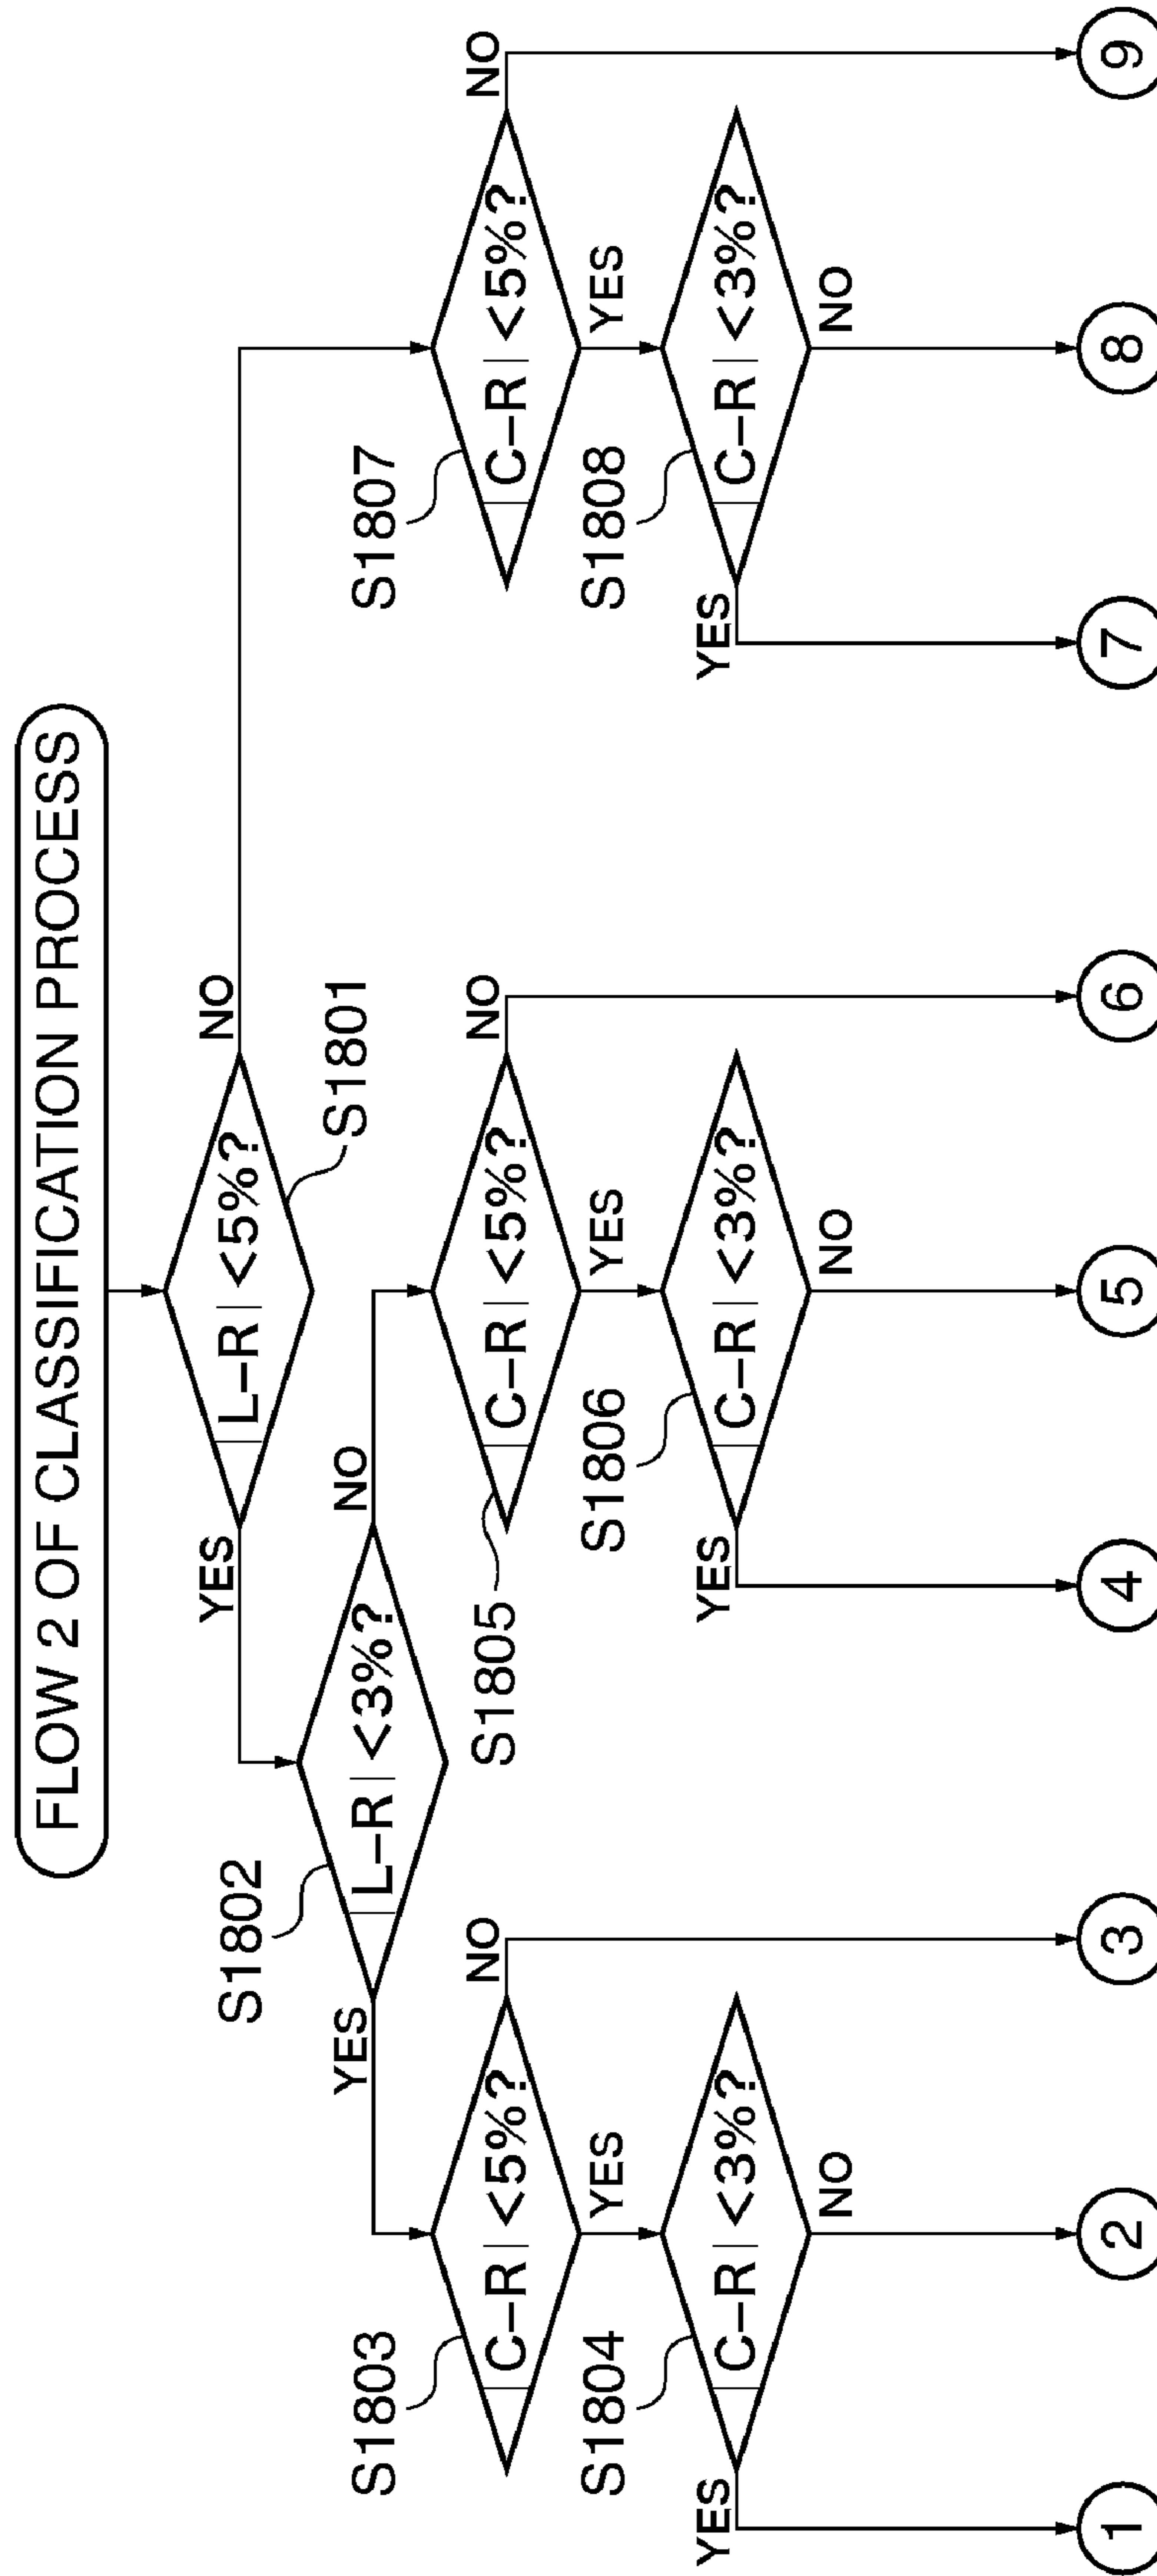 FLOW 2 OF CLASSIFICATION PROCESS
|L–R|<5%?
YES
NO
S1801
S1802
|L–R|<3%?
YES
NO
S1803
|C–R|<5%?
NO
YES
S1804
|C–R|<3%?
YES
NO
S1805
|C–R|<5%?
NO
YES
S1806
|C–R|<3%?
YES
NO
S1807
|C–R|<5%?
NO
YES
S1808
|C–R|<3%?
YES
NO
1
2
3
4
5
6
7
8
9